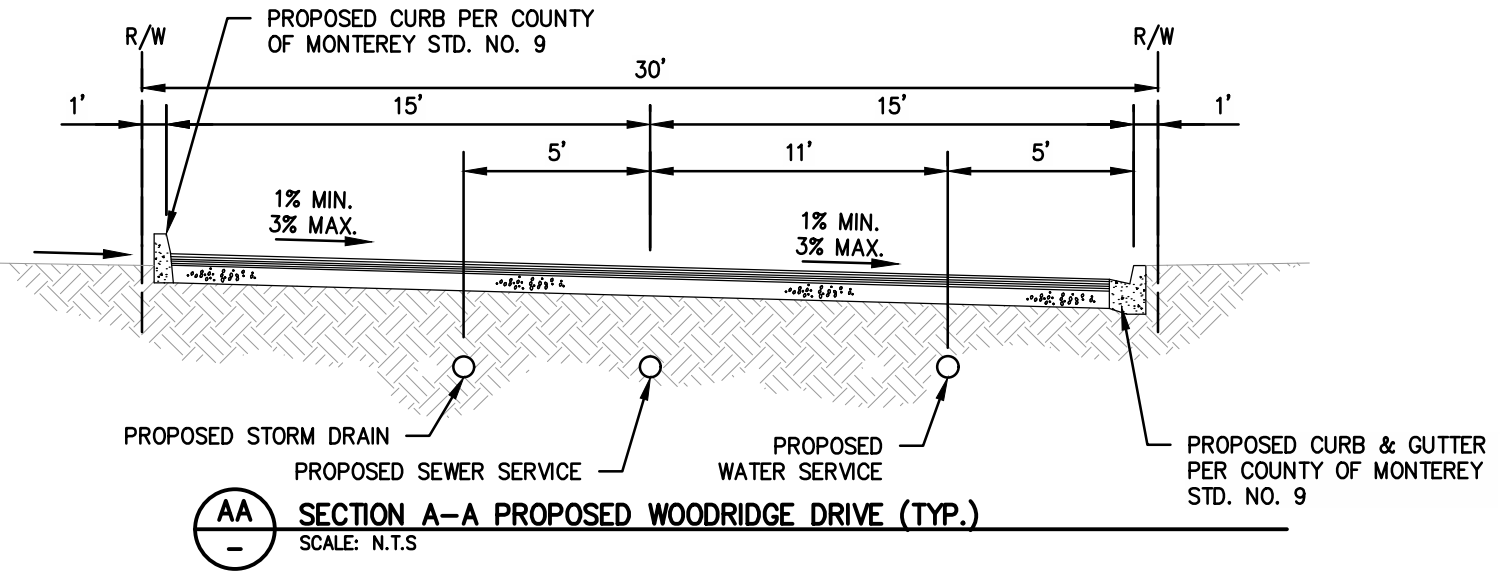 PROPOSED CURB PER COUNTY
OF MONTEREY STD. NO. 9
R/W
R/W
30'
1'
15'
15'
1'
5'
11'
5'
1% MIN.
3% MAX.
1% MIN.
3% MAX.
PROPOSED STORM DRAIN
PROPOSED SEWER SERVICE
PROPOSED
WATER SERVICE
PROPOSED CURB & GUTTER
PER COUNTY OF MONTEREY
STD. NO. 9
AA
–
SECTION A–A PROPOSED WOODRIDGE DRIVE (TYP.)
SCALE: N.T.S